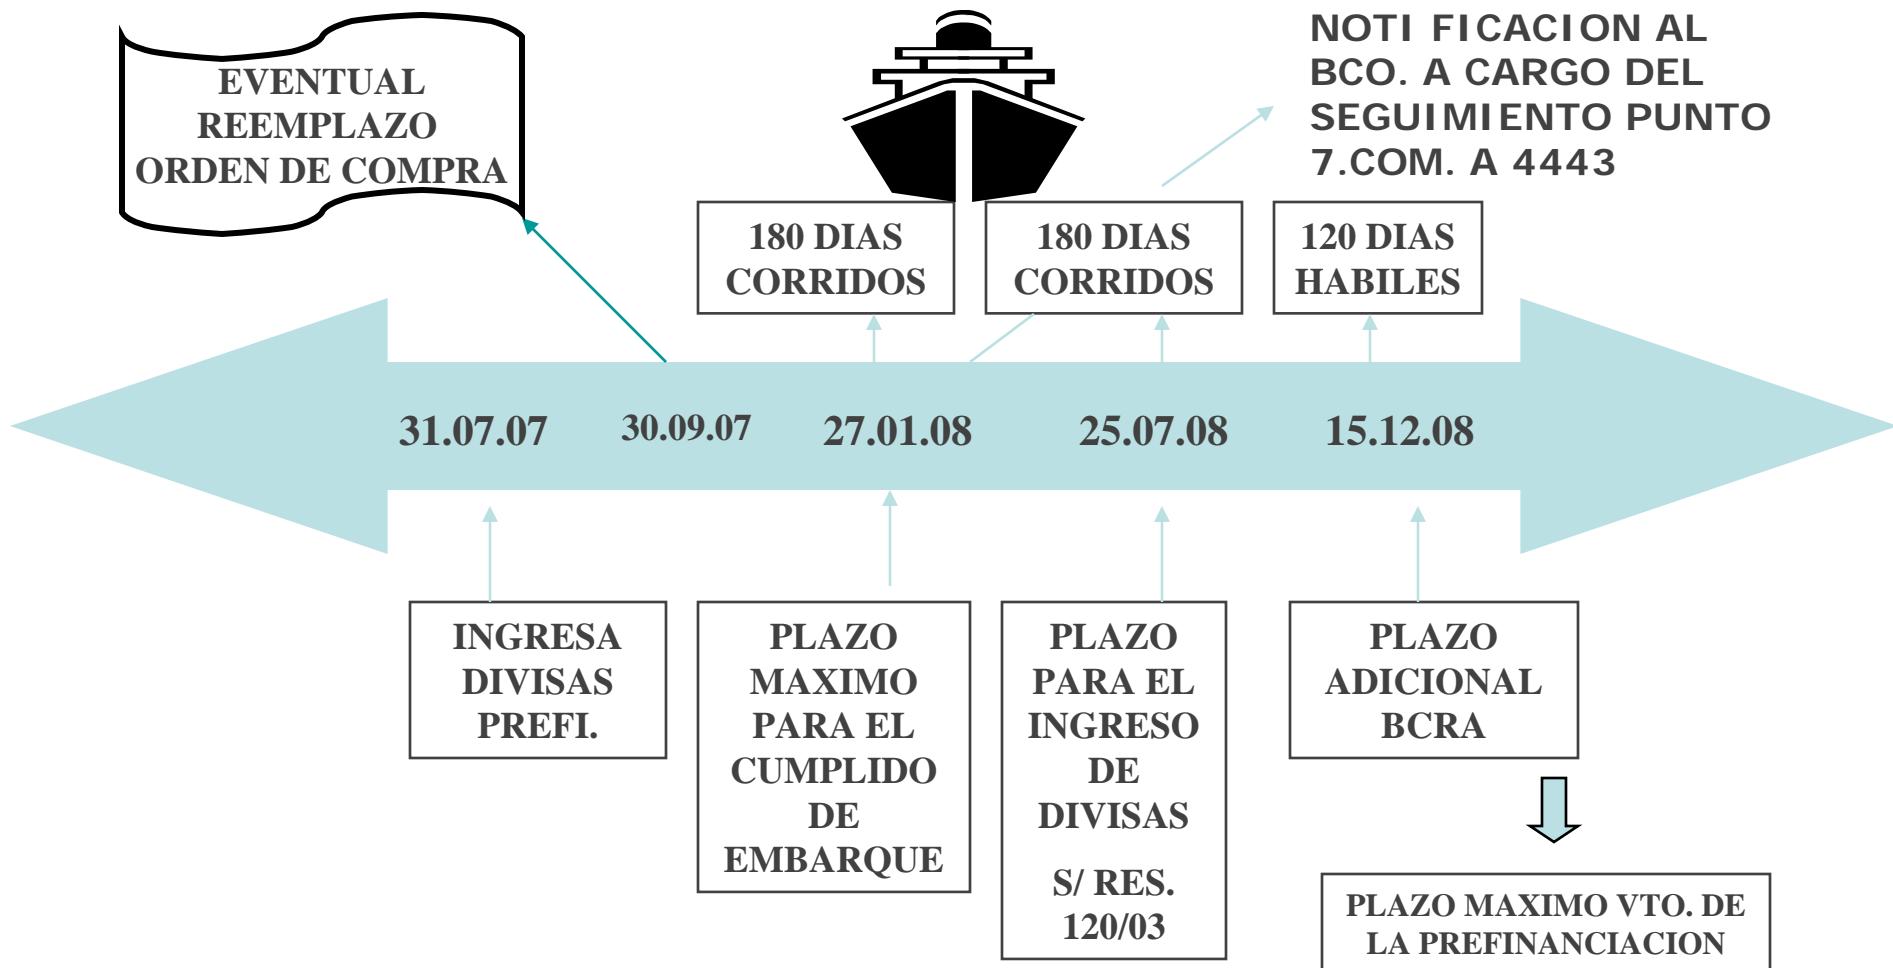 EVENTUAL
REEMPLAZO
ORDEN DE COMPRA
NOTI FICACION AL
BCO. A CARGO DEL
SEGUIMIENTO PUNTO
7.COM. A 4443
180 DIAS
CORRIDOS
180 DIAS
CORRIDOS
120 DIAS
HABILES
31.07.07
30.09.07
27.01.08
25.07.08
15.12.08
INGRESA
DIVISAS
PREFI.
PLAZO
MAXIMO
PARA EL
CUMPLIDO
DE
EMBARQUE
PLAZO
PARA EL
INGRESO
DE
DIVISAS
S/ RES.
120/03
PLAZO
ADICIONAL
BCRA
PLAZO MAXIMO VTO. DE
LA PREFINANCIACION